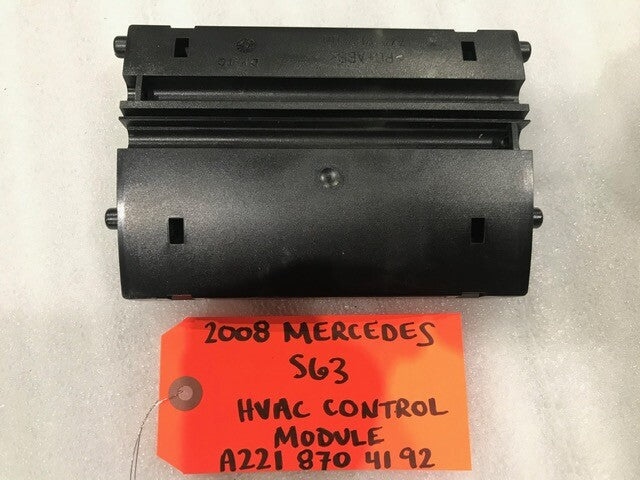 2008 MERCEDES
S63
HVAC CONTROL
MODULE
A221 870 41 92